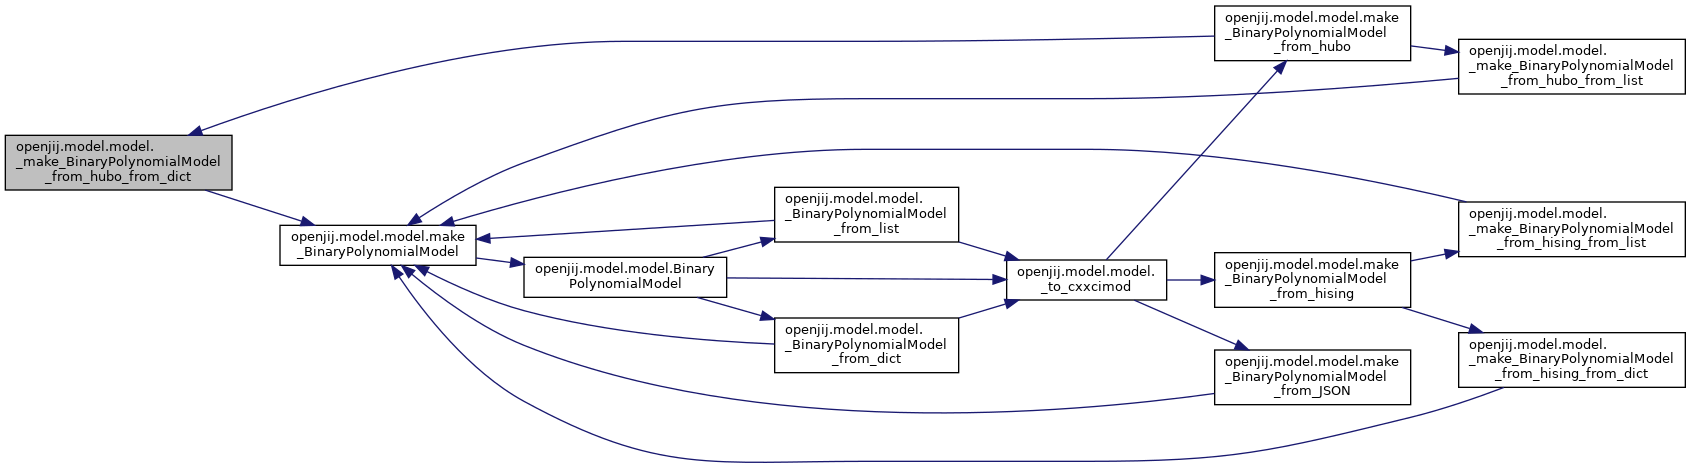 openjij.model.model.
_make_BinaryPolynomialModel
_from_hubo_from_dict
openjij.model.model.make
_BinaryPolynomialModel
openjij.model.model.Binary
PolynomialModel
openjij.model.model.
_BinaryPolynomialModel
_from_list
openjij.model.model.
_BinaryPolynomialModel
_from_dict
openjij.model.model.
_to_cxxcimod
openjij.model.model.make
_BinaryPolynomialModel
_from_hubo
openjij.model.model.make
_BinaryPolynomialModel
_from_hising
openjij.model.model.make
_BinaryPolynomialModel
_from_JSON
openjij.model.model.
_make_BinaryPolynomialModel
_from_hubo_from_list
openjij.model.model.
_make_BinaryPolynomialModel
_from_hising_from_list
openjij.model.model.
_make_BinaryPolynomialModel
_from_hising_from_dict